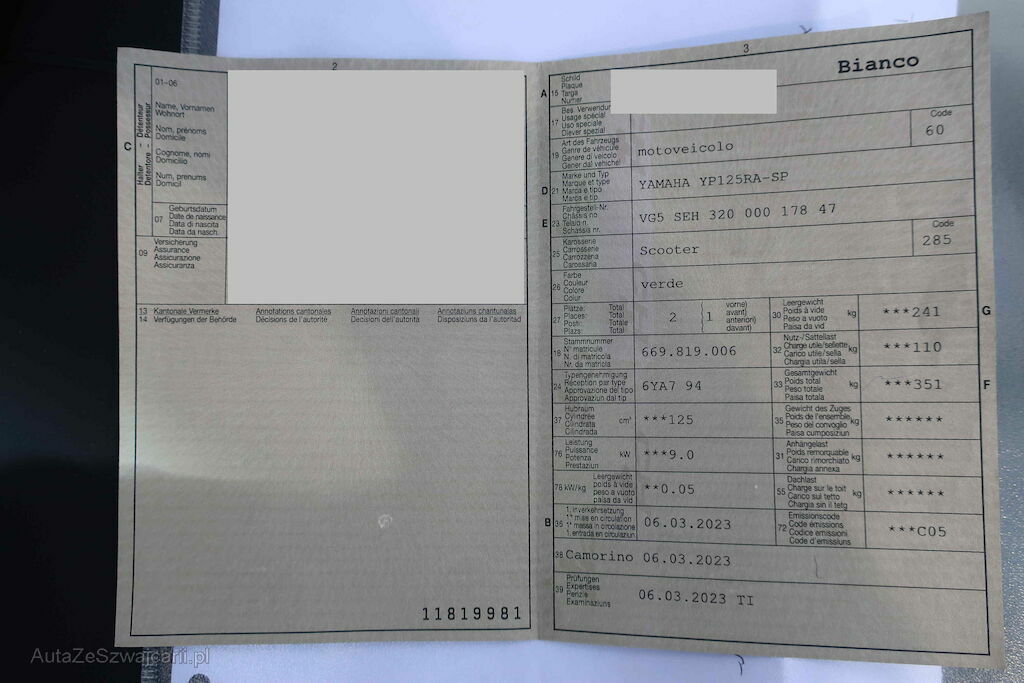 2
01-06
Halter - Détenteur
Detentore - Possessur
C
Name, Vornamen
Wohnort
Nom, prénoms
Domicile
Cognome, nomi
Domicilio
Num, prenums
Domicil
07
Geburtsdatum
Date de naissance
Data di nascita
Data da nasch.
09
Versicherung
Assurance
Assicurazione
Assicuranza
13 Kantonale Vermerke Annotations cantonales Annotazioni cantonali Annotaziuns chantunalas
14 Verfügungen der Behörde Décisions de l'autorité Decisioni dell'autorità Disposiziuns da l'autoritad
11819981
3
Bianco
A 15
Schild
Plaque
Targa
Numer
17
Bes. Verwendung
Usage spécial
Uso speciale
Diever spezial
Code
60
19
Art des Fahrzeugs
Genre de véhicule
Genere di veicolo
Gener dal vehichel
motoveicolo
D 21
Marke und Typ
Marque et type
Marca e tipo
Marca e tip
YAMAHA YP125RA-SP
E 23
Fahrgestell-Nr.
Châssis no
Telaio n.
Schassis nr.
VG5 SEH 320 000 178 47
25
Karosserie
Carrosserie
Carrozzeria
Carossaria
Scooter
Code
285
26
Farbe
Couleur
Colore
Colur
verde
27
Plätze: Total
Places: Total
Posti: Totale
Plazs: Total
2 ( 1
vorne)
avant)
anteriori)
davant)
30
Leergewicht
Poids à vide
Peso a vuoto
Paisa da vid
kg
***241
G
18
Stammnummer
N° matricule
N. di matricola
Nr. da matricla
669.819.006
32
Nutz-/Sattellast
Charge utile/sellette
Carico utile/sella
Chargia utila/sella
kg
***110
24
Typengenehmigung
Réception par type
Approvazione del tipo
Approvaziun dal tip
6YA7 94
33
Gesamtgewicht
Poids total
Peso totale
Paisa totala
kg
***351
F
37
Hubraum
Cylindrée
Cilindrata
Cilindrada
cm³
***125
35
Gewicht des Zuges
Poids de l'ensemble
Peso del convoglio
Paisa cumposiziun
kg
******
76
Leistung
Puissance
Potenza
Prestaziun
kW
***9.0
31
Anhängelast
Poids remorquable
Carico rimorchiato
Chargia annexa
kg
******
78 kW/kg
Leergewicht
poids à vide
peso a vuoto
paisa da vid
**0.05
55
Dachlast
Charge sur le toit
Carico sul tetto
Chargia sin il tetg
kg
******
B 36
1. Inverkehrsetzung
1re mise en circulation
1a messa in circolazione
1. entrada en circulaziun
06.03.2023
72
Emissionscode
Code émissions
Codice emissioni
Code d'emissiuns
***C05
38 Camorino 06.03.2023
39
Prüfungen
Expertises
Perizie
Examinaziuns
06.03.2023 TI
AutaZeSzwajcarii.pl